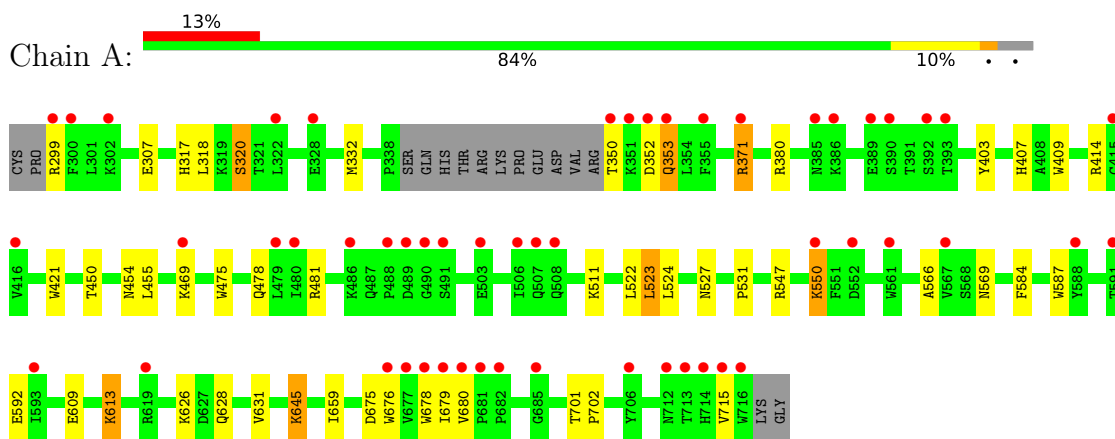 13%
Chain A:
84% 10% • •
CYS PRO R299 F300 L301 K302 E307 H317 L318 K319 S320 T321 L322 E328 M332 P338 SER GLN HIS THR ARG LYS PRO GLU ASP VAL ARG T350 K351 D352 Q353 L354 F355 R371 R380 N385 K386 E389 S390 T391 S392 T393 Y403 H407 A408 W409 R414 G415
V416 W421 T450 N454 L455 K469 W475 Q478 L479 I480 R481 K486 Q487 P488 D489 G490 S491 E503 I506 Q507 Q508 K511 L522 L523 L524 N527 P531 R547 K550 F551 D552 W561 A566 V567 S568 N569 F584 W587 Y588 T591
E592 I593 E609 K613 R619 K626 D627 Q628 V631 K645 I659 D675 W676 V677 W678 I679 V680 P681 P682 G685 T701 P702 Y706 N712 T713 H714 V715 W716 LYS GLY